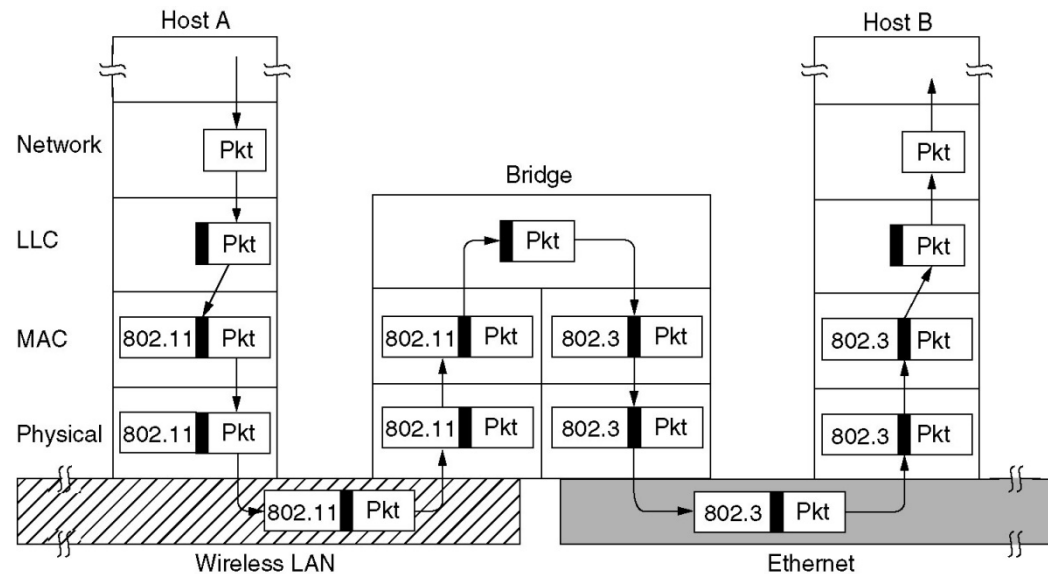 Host A
Host B
Network
Pkt
Pkt
Bridge
LLC
Pkt
Pkt
Pkt
MAC
802.11 Pkt
802.11 Pkt
802.3 Pkt
802.3 Pkt
Physical
802.11 Pkt
802.11 Pkt
802.3 Pkt
802.3 Pkt
802.11 Pkt
802.3 Pkt
Wireless LAN
Ethernet